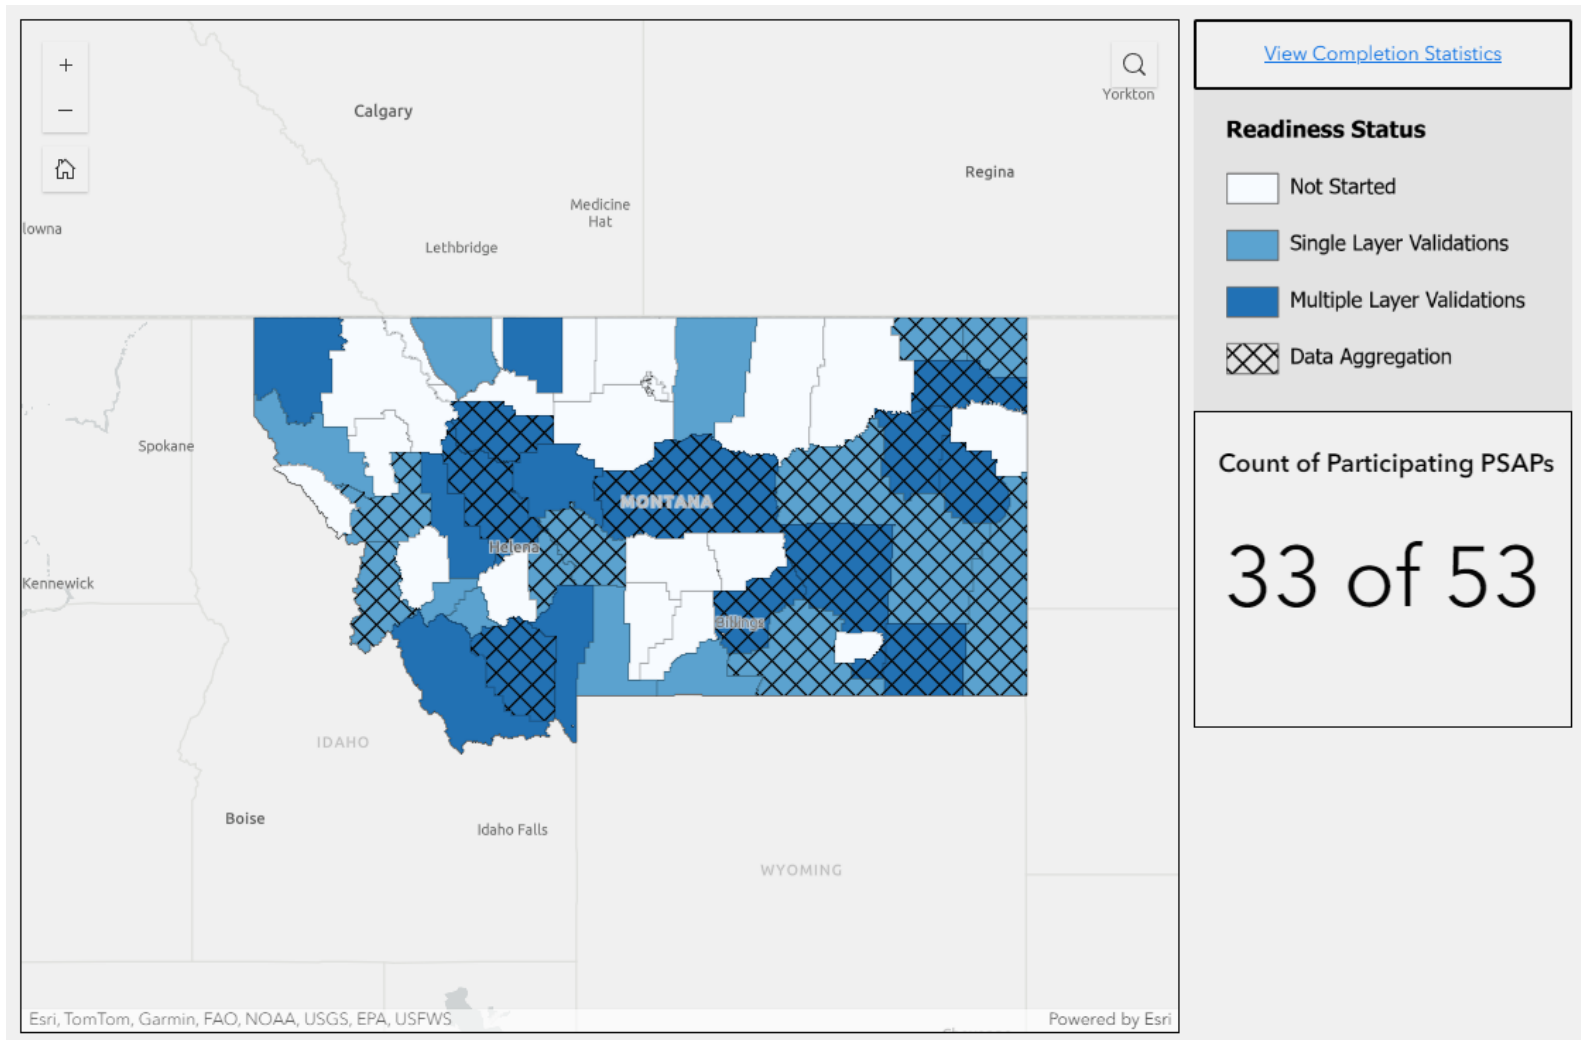 View Completion Statistics
Readiness Status
Not Started
Single Layer Validations
Multiple Layer Validations
Data Aggregation
Count of Participating PSAPs
33 of 53
+
−
Calgary
Yorkton
Regina
Medicine
Hat
lowna
Lethbridge
Spokane
MONTANA
Helena
Kennewick
Billings
IDAHO
Boise
Idaho Falls
WYOMING
Esri, TomTom, Garmin, FAO, NOAA, USGS, EPA, USFWS
Powered by Esri